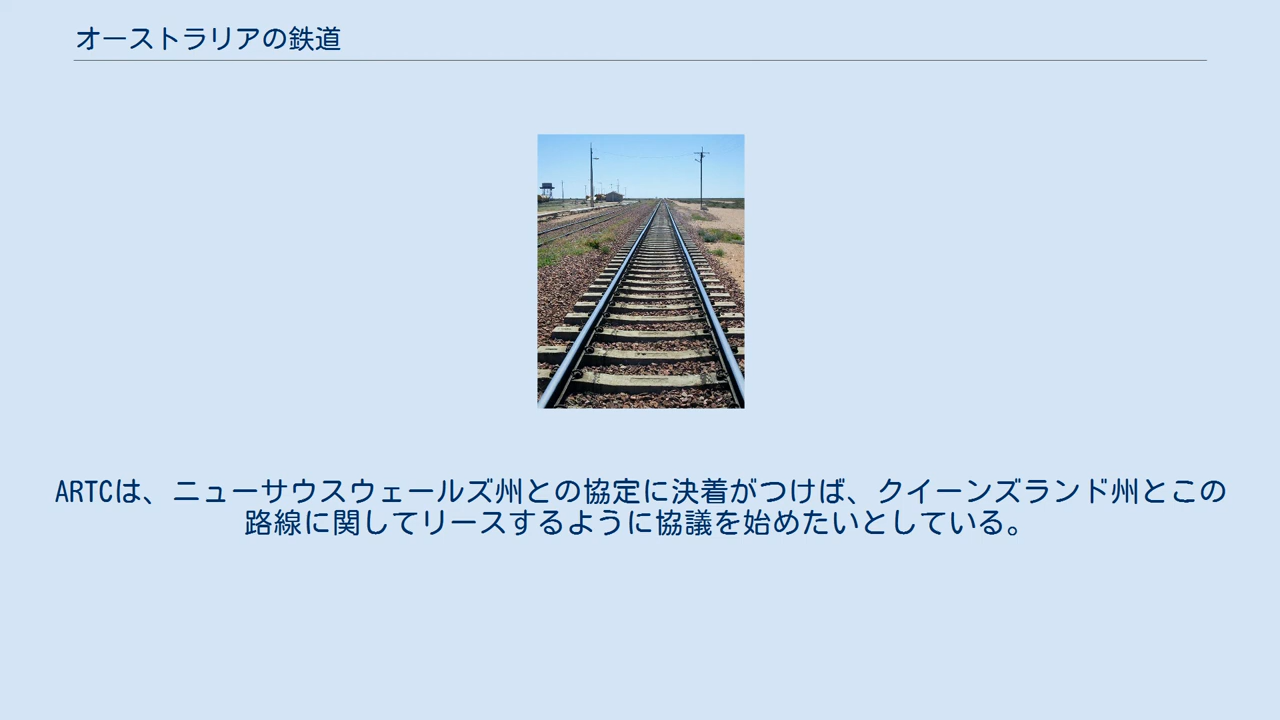 オーストラリアの鉄道
ARTCは、ニューサウスウェールズ州との協定に決着がつけば、クイーンズランド州とこの
路線に関してリースするように協議を始めたいとしている。